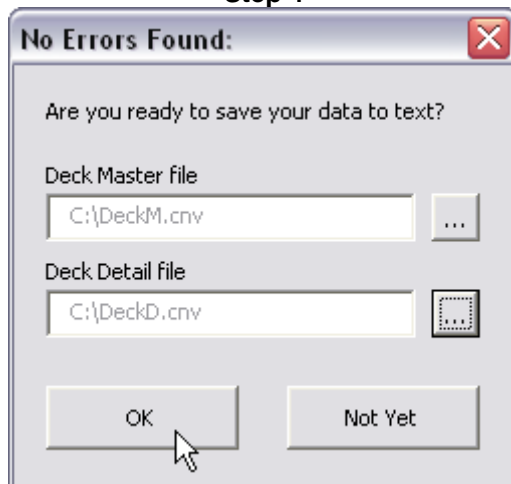 No Errors Found:
Are you ready to save your data to text?
Deck Master file
C:\DeckM.cnv
...
Deck Detail file
C:\DeckD.cnv
...
OK
Not Yet